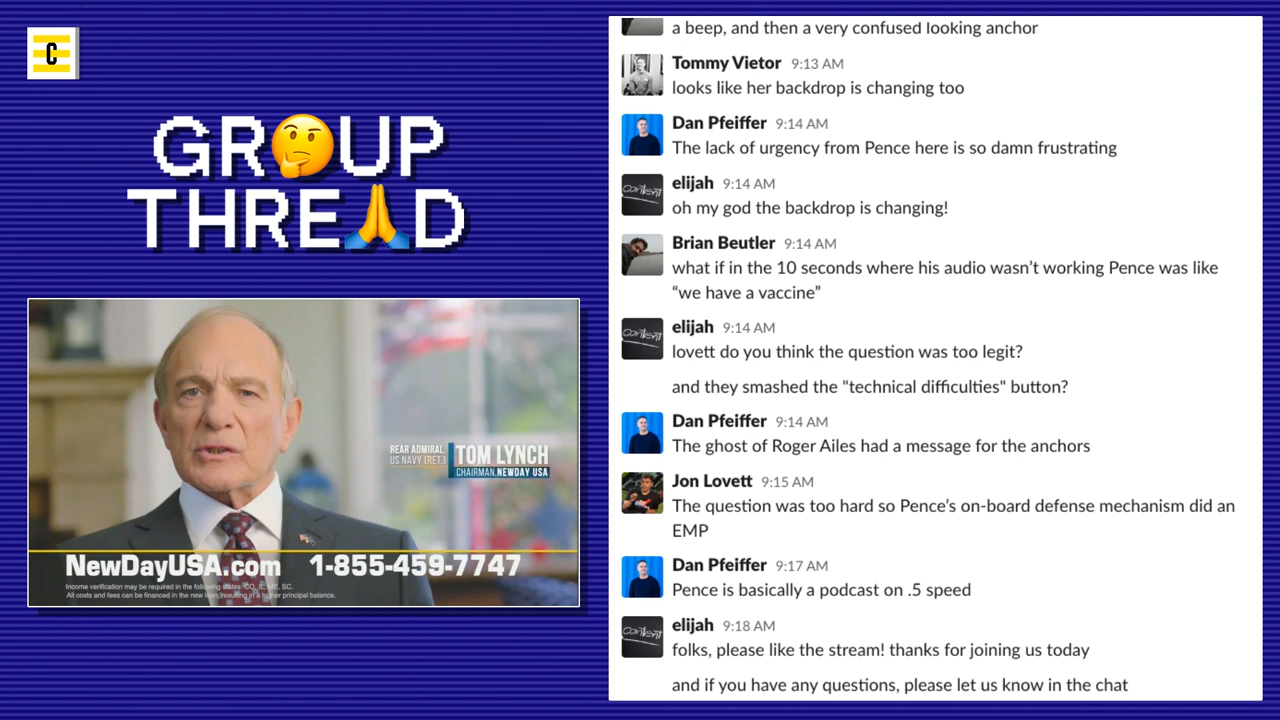 C
GR🤔UP
THRE🙏D
REAR ADMIRAL,
US NAVY (RET.)
TOM LYNCH
CHAIRMAN, NEWDAY USA
NewDayUSA.com 1-855-459-7747
Income verification may be required in the following states: CO, IL, ME, SC.
All costs and fees can be financed in the new loan, resulting in a higher principal balance.
a beep, and then a very confused looking anchor
Tommy Vietor 9:13 AM
looks like her backdrop is changing too
Dan Pfeiffer 9:14 AM
The lack of urgency from Pence here is so damn frustrating
content
elijah 9:14 AM
oh my god the backdrop is changing!
Brian Beutler 9:14 AM
what if in the 10 seconds where his audio wasn’t working Pence was like
“we have a vaccine”
content
elijah 9:14 AM
lovett do you think the question was too legit?
and they smashed the "technical difficulties" button?
Dan Pfeiffer 9:14 AM
The ghost of Roger Ailes had a message for the anchors
Jon Lovett 9:15 AM
The question was too hard so Pence’s on-board defense mechanism did an
EMP
Dan Pfeiffer 9:17 AM
Pence is basically a podcast on .5 speed
content
elijah 9:18 AM
folks, please like the stream! thanks for joining us today
and if you have any questions, please let us know in the chat